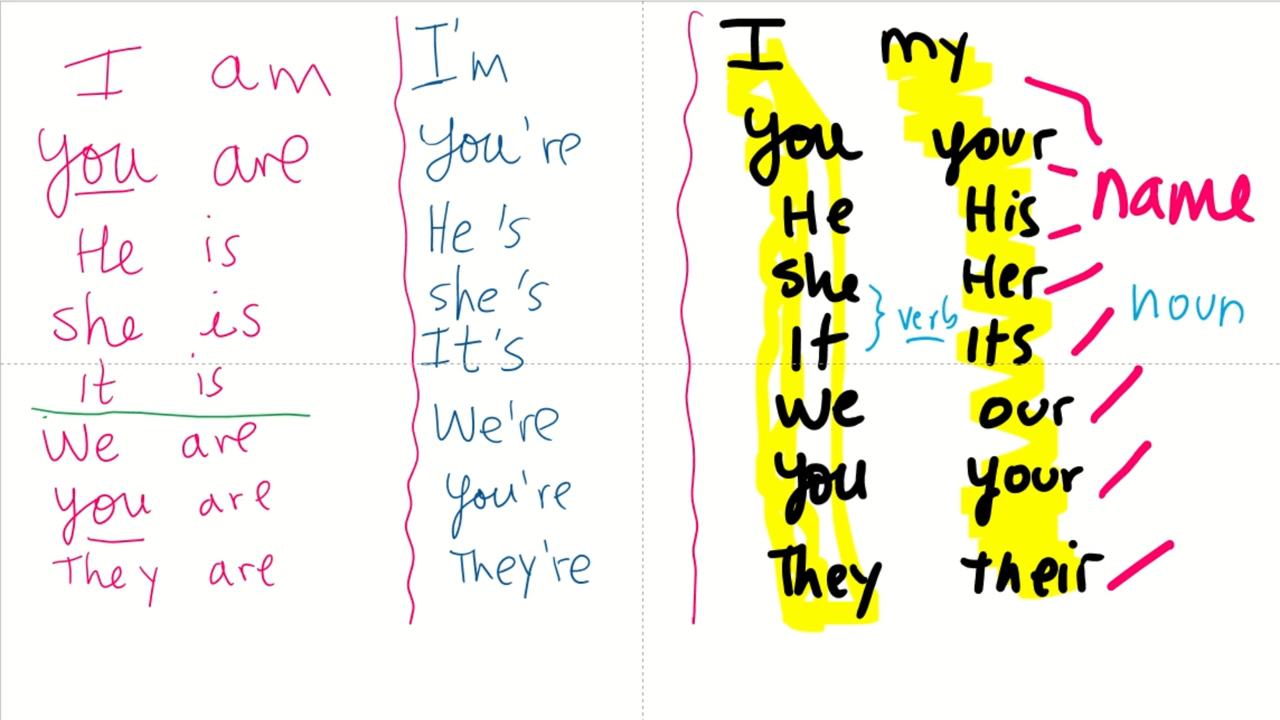 I am
you are
He is
she is
It is
We are
you are
They are
I'm
You're
He's
she's
It's
We're
you're
They're
I my
you your
He His
she Her
It Its
We our
you your
They their
verb
name
noun